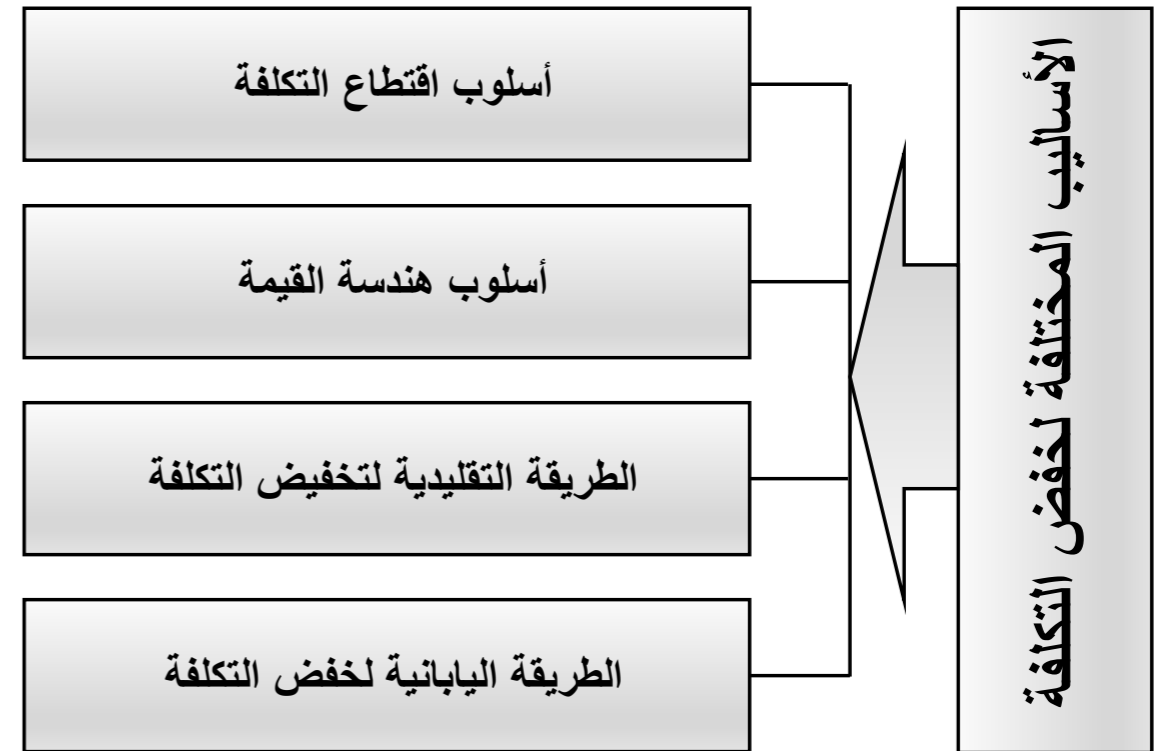 الأساليب المختلفة لخفض التكلفة
أسلوب اقتطاع التكلفة
أسلوب هندسة القيمة
الطريقة التقليدية لتخفيض التكلفة
الطريقة اليابانية لخفض التكلفة